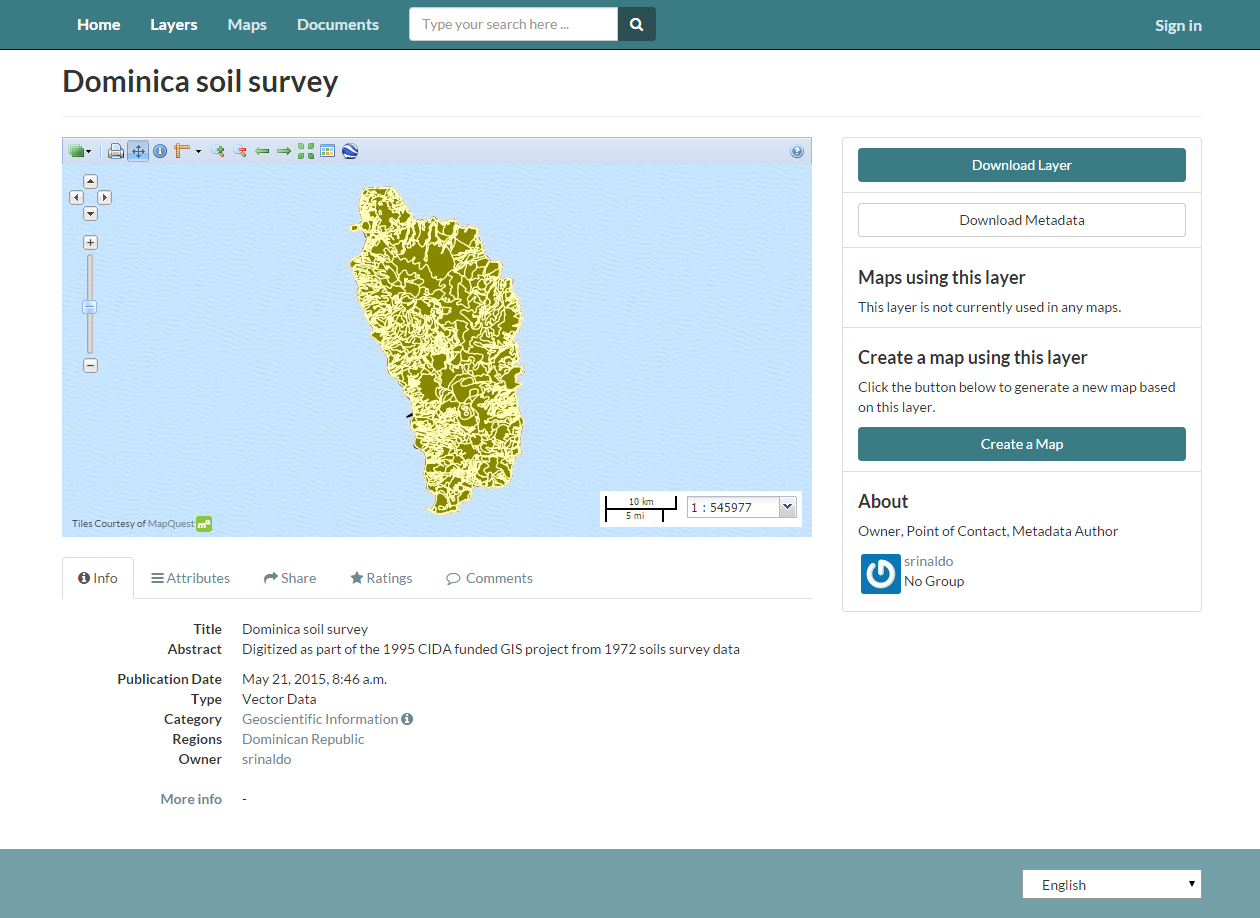 Home Layers Maps Documents Type your search here ... Sign in
Dominica soil survey
10 km
5 mi
1 : 545977
Tiles Courtesy of MapQuest
Info Attributes Share Ratings Comments
Title Dominica soil survey
Abstract Digitized as part of the 1995 CIDA funded GIS project from 1972 soils survey data
Publication Date May 21, 2015, 8:46 a.m.
Type Vector Data
Category Geoscientific Information
Regions Dominican Republic
Owner srinaldo
More info -
Download Layer
Download Metadata
Maps using this layer
This layer is not currently used in any maps.
Create a map using this layer
Click the button below to generate a new map based
on this layer.
Create a Map
About
Owner, Point of Contact, Metadata Author
srinaldo
No Group
English